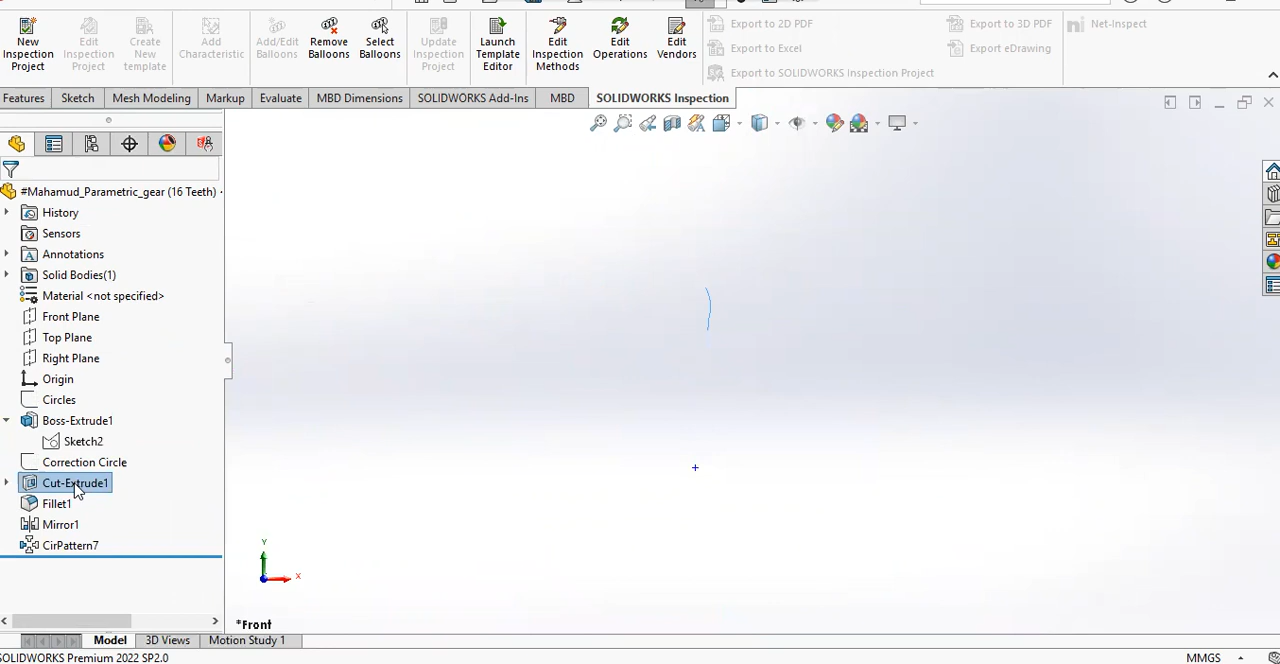 New Inspection Project
Edit Inspection Project
Create New template
Add Characteristic
Add/Edit Balloons
Remove Balloons
Select Balloons
Update Inspection Project
Launch Template Editor
Edit Inspection Methods
Edit Operations
Edit Vendors
Export to 2D PDF
Export to Excel
Export to SOLIDWORKS Inspection Project
Export to 3D PDF
Export eDrawing
Net-Inspect
Features
Sketch
Mesh Modeling
Markup
Evaluate
MBD Dimensions
SOLIDWORKS Add-Ins
MBD
SOLIDWORKS Inspection
#Mahamud_Parametric_gear (16 Teeth)
History
Sensors
Annotations
Solid Bodies(1)
Material <not specified>
Front Plane
Top Plane
Right Plane
Origin
Circles
Boss-Extrude1
Sketch2
Correction Circle
Cut-Extrude1
Fillet1
Mirror1
CirPattern7
Y
X
*Front
Model
3D Views
Motion Study 1
SOLIDWORKS Premium 2022 SP2.0
MMGS